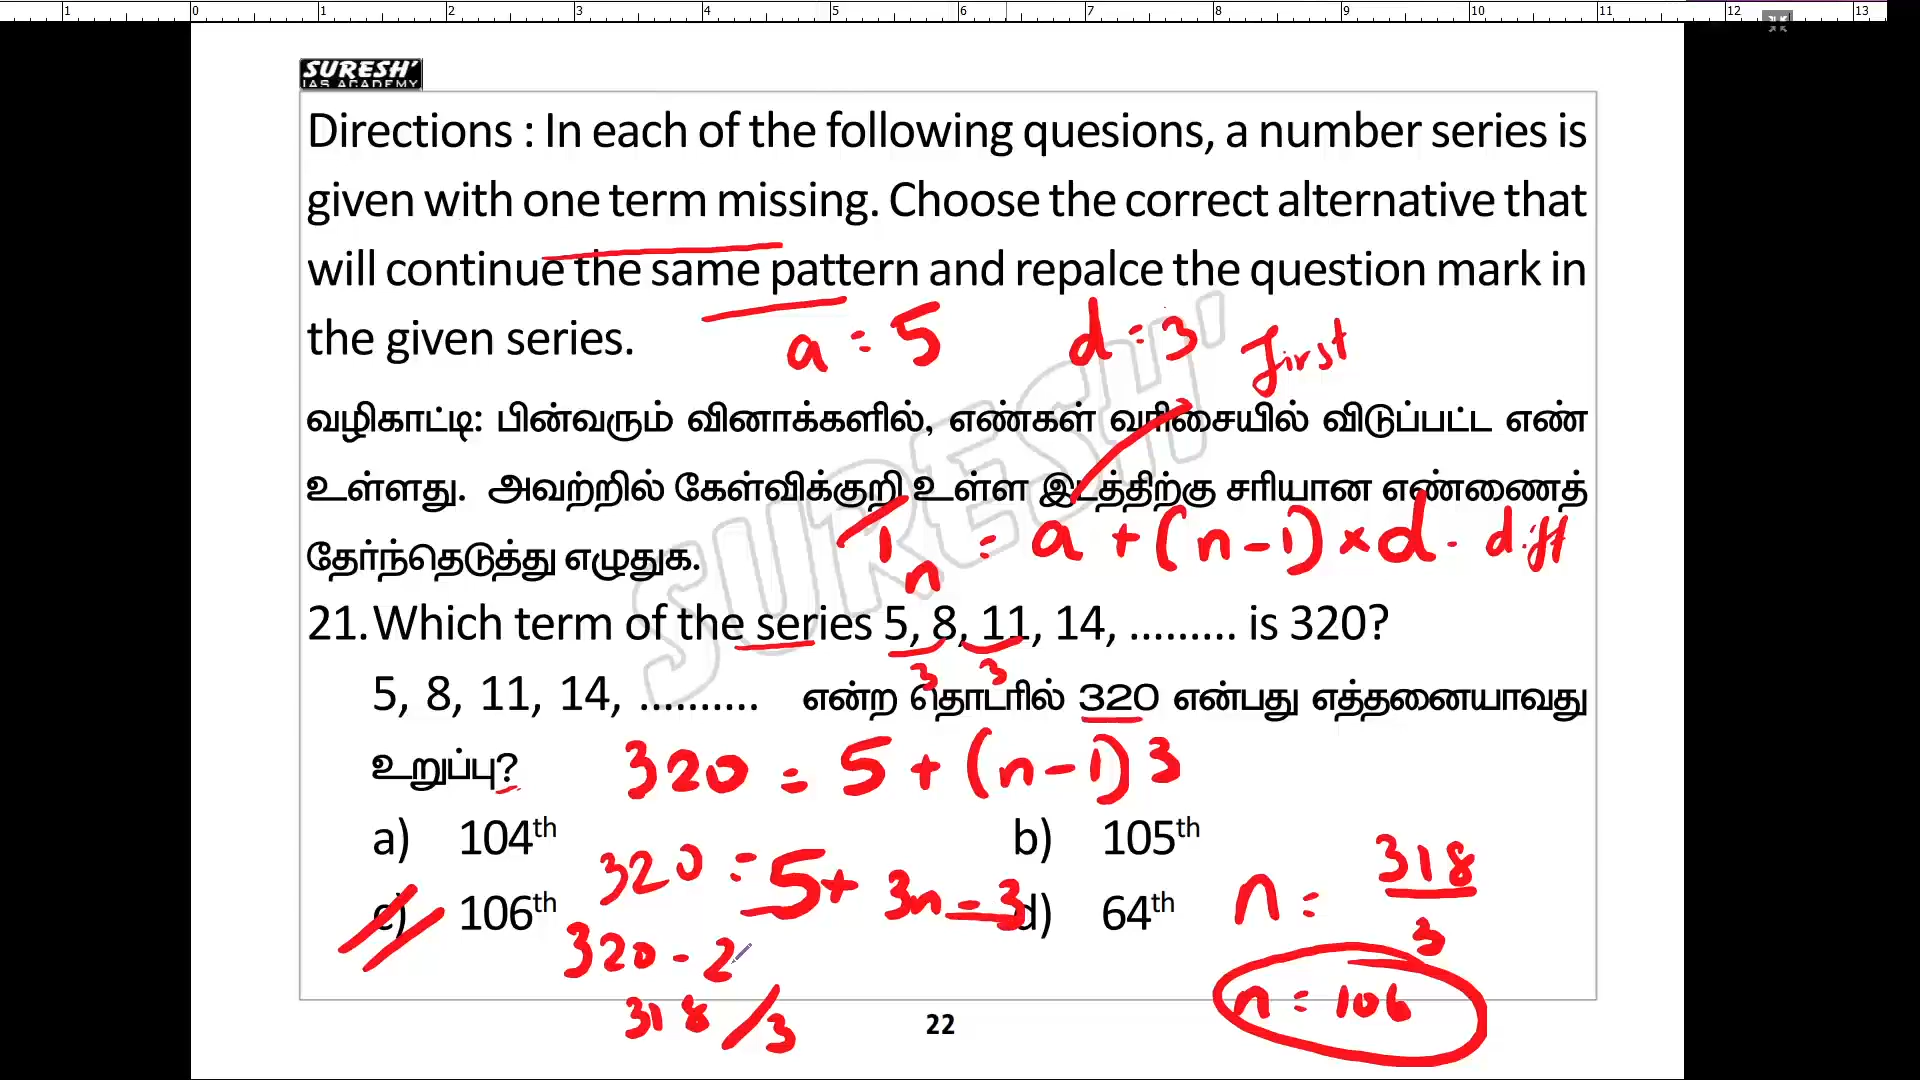 SURESH'
IAS ACADEMY
Directions : In each of the following quesions, a number series is
given with one term missing. Choose the correct alternative that
will continue the same pattern and repalce the question mark in
the given series.
a = 5 d = 3 first
வழிகாட்டி: பின்வரும் வினாக்களில், எண்கள் வரிசையில் விடுப்பட்ட எண்
உள்ளது. அவற்றில் கேள்விக்குறி உள்ள இடத்திற்கு சரியான எண்ணைத்
தேர்ந்தெடுத்து எழுதுக.
Tn = a + (n-1) × d - diff
SURESH'
21. Which term of the series 5, 8, 11, 14, ......... is 320?
3 3
5, 8, 11, 14, .......... என்ற தொடரில் 320 என்பது எத்தனையாவது
உறுப்பு?
320 = 5 + (n-1) 3
a) 104th b) 105th
320 = 5 + 3n - 3
n = 318/3
c) 106th d) 64th
320 - 2
318/3
n = 106
22